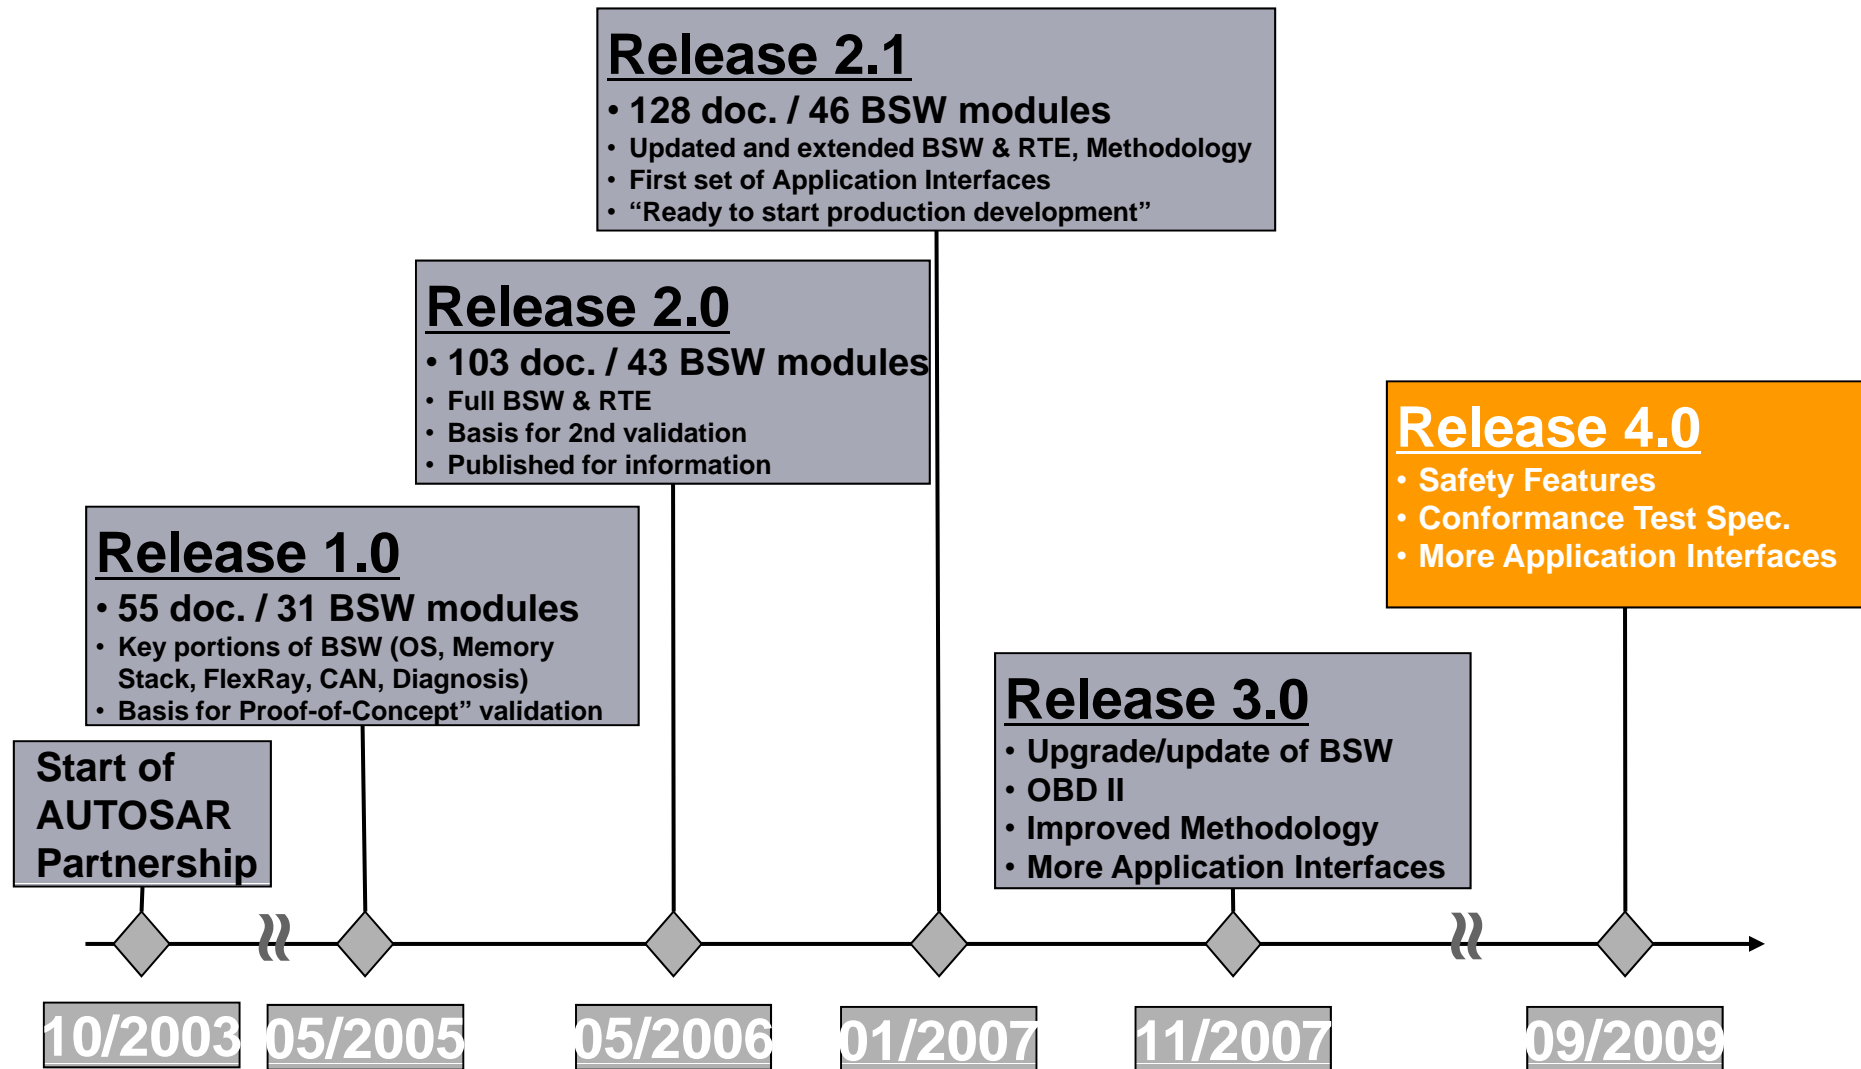 Release 2.1
• 128 doc. / 46 BSW modules
• Updated and extended BSW & RTE, Methodology
• First set of Application Interfaces
• “Ready to start production development”
Release 2.0
• 103 doc. / 43 BSW modules
• Full BSW & RTE
• Basis for 2nd validation
• Published for information
Release 4.0
• Safety Features
• Conformance Test Spec.
• More Application Interfaces
Release 1.0
• 55 doc. / 31 BSW modules
• Key portions of BSW (OS, Memory
Stack, FlexRay, CAN, Diagnosis)
• Basis for Proof-of-Concept” validation
Release 3.0
• Upgrade/update of BSW
• OBD II
• Improved Methodology
• More Application Interfaces
Start of
AUTOSAR
Partnership
10/2003
05/2005
05/2006
01/2007
11/2007
09/2009